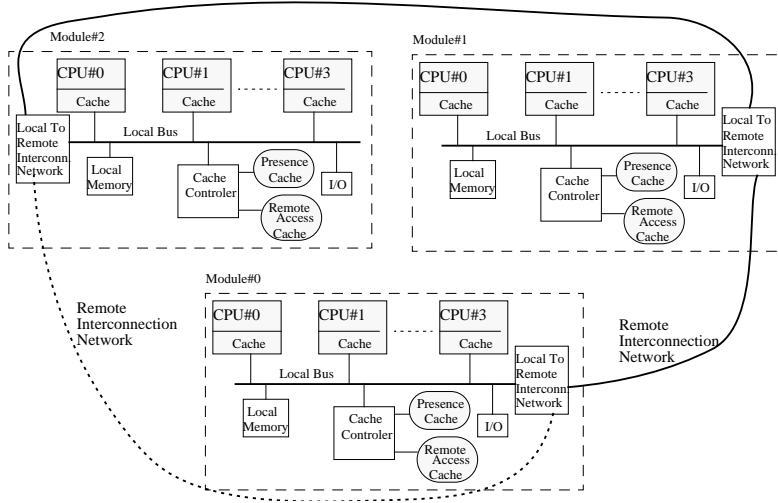 Module#2
CPU#0
CPU#1
CPU#3
Cache
Cache
Cache
Local To
Remote
Interconn.
Network
Local Bus
Local
Memory
Cache
Controler
Presence
Cache
Remote
Access
Cache
I/O
Module#1
CPU#0
CPU#1
CPU#3
Cache
Cache
Cache
Local Bus
Local To
Remote
Interconn.
Network
Local
Memory
Cache
Controler
Presence
Cache
Remote
Access
Cache
I/O
Module#0
CPU#0
CPU#1
CPU#3
Cache
Cache
Cache
Local Bus
Local To
Remote
Interconn.
Network
Local
Memory
Cache
Controler
Presence
Cache
Remote
Access
Cache
I/O
Remote
Interconnection
Network
Remote
Interconnection
Network